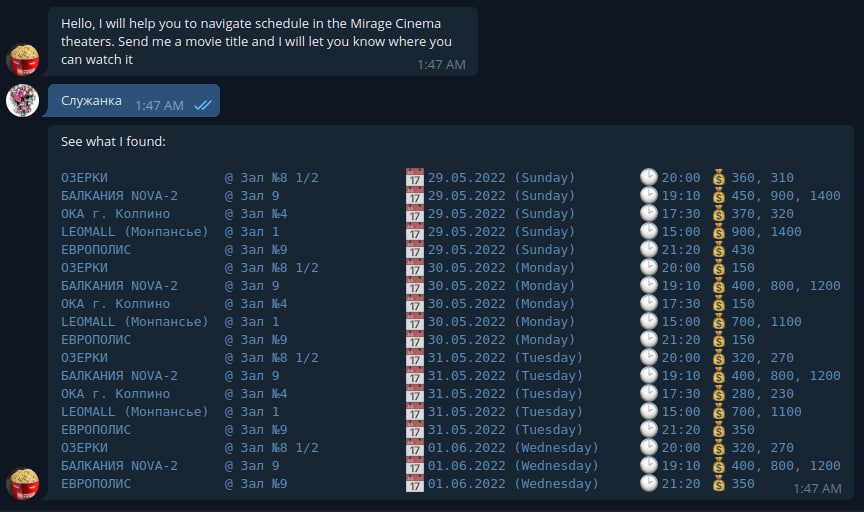 Hello, I will help you to navigate schedule in the Mirage Cinema
theaters. Send me a movie title and I will let you know where you
can watch it
1:47 AM
Служанка 1:47 AM
See what I found:
ОЗЕРКИ @ Зал №8 1/2 17 29.05.2022 (Sunday) 20:00 360, 310
БАЛКАНИЯ NOVA-2 @ Зал 9 17 29.05.2022 (Sunday) 19:10 450, 900, 1400
ОКА г. Колпино @ Зал №4 17 29.05.2022 (Sunday) 17:30 370, 320
LEOMALL (Монпансье) @ Зал 1 17 29.05.2022 (Sunday) 15:00 900, 1400
ЕВРОПОЛИС @ Зал №9 17 29.05.2022 (Sunday) 21:20 430
ОЗЕРКИ @ Зал №8 1/2 17 30.05.2022 (Monday) 20:00 150
БАЛКАНИЯ NOVA-2 @ Зал 9 17 30.05.2022 (Monday) 19:10 400, 800, 1200
ОКА г. Колпино @ Зал №4 17 30.05.2022 (Monday) 17:30 150
LEOMALL (Монпансье) @ Зал 1 17 30.05.2022 (Monday) 15:00 700, 1100
ЕВРОПОЛИС @ Зал №9 17 30.05.2022 (Monday) 21:20 150
ОЗЕРКИ @ Зал №8 1/2 17 31.05.2022 (Tuesday) 20:00 320, 270
БАЛКАНИЯ NOVA-2 @ Зал 9 17 31.05.2022 (Tuesday) 19:10 400, 800, 1200
ОКА г. Колпино @ Зал №4 17 31.05.2022 (Tuesday) 17:30 280, 230
LEOMALL (Монпансье) @ Зал 1 17 31.05.2022 (Tuesday) 15:00 700, 1100
ЕВРОПОЛИС @ Зал №9 17 31.05.2022 (Tuesday) 21:20 350
ОЗЕРКИ @ Зал №8 1/2 17 01.06.2022 (Wednesday) 20:00 320, 270
БАЛКАНИЯ NOVA-2 @ Зал 9 17 01.06.2022 (Wednesday) 19:10 400, 800, 1200
ЕВРОПОЛИС @ Зал №9 17 01.06.2022 (Wednesday) 21:20 350
1:47 AM